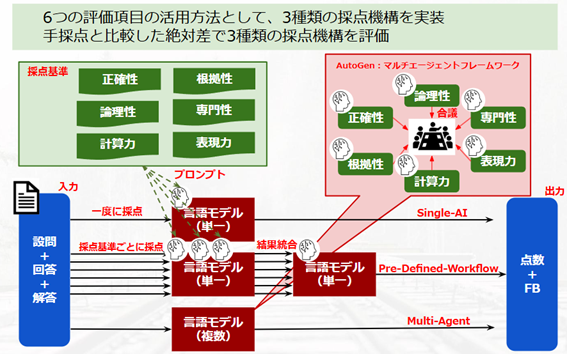 6つの評価項目の活用方法として、3種類の採点機構を実装
手採点と比較した絶対差で3種類の採点機構を評価
採点基準
正確性
根拠性
論理性
専門性
計算力
表現力
AutoGen:マルチエージェントフレームワーク
論理性
正確性
会議
専門性
根拠性
表現力
計算力
プロンプト
入力
出力
設問
+
回答
+
解答
一度に採点
言語モデル
(単一)
Single-AI
採点基準ごとに採点
言語モデル
(単一)
結果統合
言語モデル
(単一)
Pre-Defined-Workflow
言語モデル
(複数)
Multi-Agent
点数
+
FB